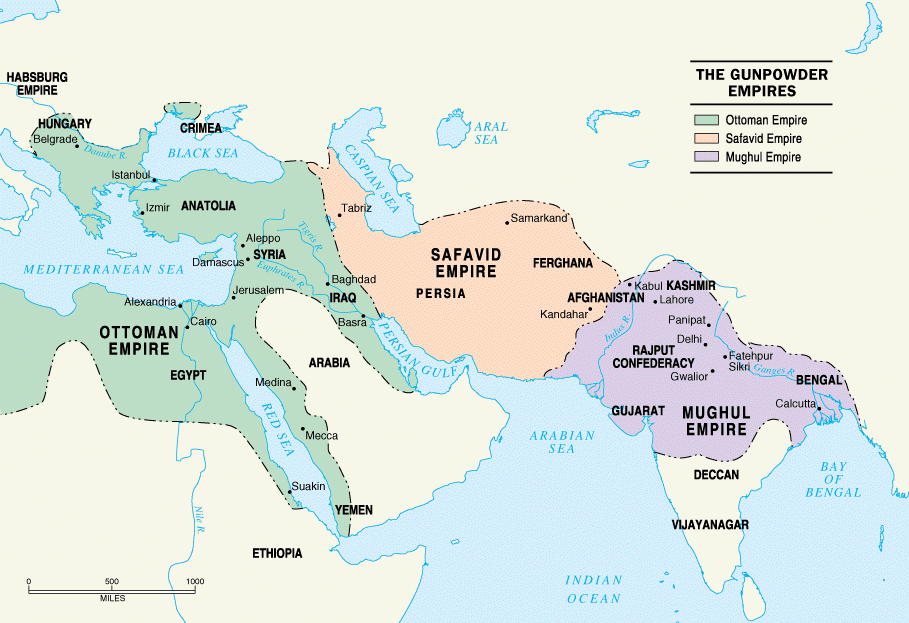 THE GUNPOWDER
EMPIRES
Ottoman Empire
Safavid Empire
Mughul Empire
HABSBURG
EMPIRE
HUNGARY
Belgrade
Danube R.
CRIMEA
BLACK SEA
Istanbul
Izmir
ANATOLIA
ARAL
SEA
CASPIAN SEA
Tabriz
Samarkand
SAFAVID
EMPIRE
PERSIA
FERGHANA
AFGHANISTAN
Kandahar
Aleppo
SYRIA
Damascus
Tigris R.
Euphrates R.
Baghdad
IRAQ
Basra
MEDITERRANEAN SEA
Jerusalem
Alexandria
Cairo
OTTOMAN
EMPIRE
EGYPT
ARABIA
PERSIAN GULF
Medina
RED SEA
Mecca
Suakin
YEMEN
Nile R.
ETHIOPIA
Kabul
KASHMIR
Lahore
Indus R.
Panipat
Delhi
RAJPUT
CONFEDERACY
Fatehpur
Sikri
Ganges R.
Gwalior
BENGAL
Calcutta
GUJARAT
MUGHUL
EMPIRE
ARABIAN
SEA
DECCAN
BAY
OF
BENGAL
VIJAYANAGAR
INDIAN
OCEAN
0 500 1000
MILES